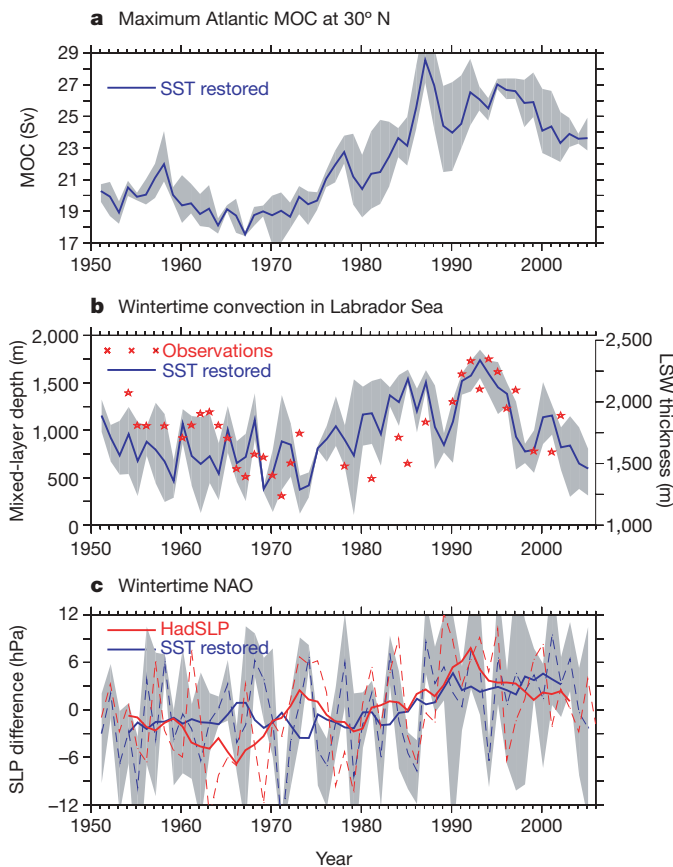 a Maximum Atlantic MOC at 30° N
29
27
25
23
21
19
17
MOC (Sv)
SST restored
1950 1960 1970 1980 1990 2000
b Wintertime convection in Labrador Sea
2,000
1,500
1,000
500
0
Mixed-layer depth (m)
Observations
SST restored
2,500
2,000
1,500
1,000
LSW thickness (m)
1950 1960 1970 1980 1990 2000
c Wintertime NAO
12
6
0
−6
−12
SLP difference (hPa)
HadSLP
SST restored
1950 1960 1970 1980 1990 2000
Year